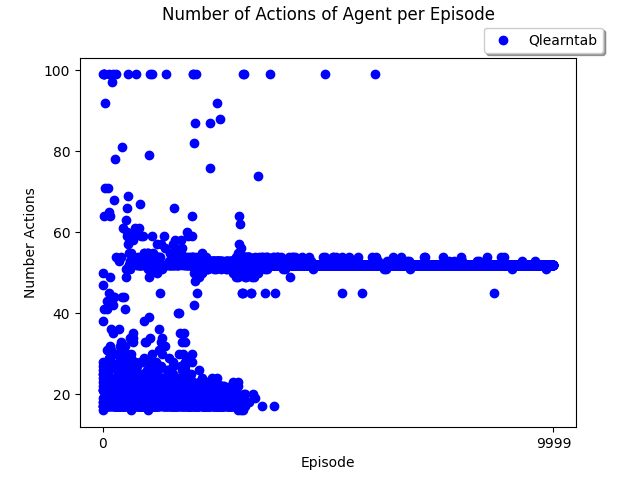 Number of Actions of Agent per Episode
Qlearntab
100
80
60
40
20
Number Actions
0
9999
Episode